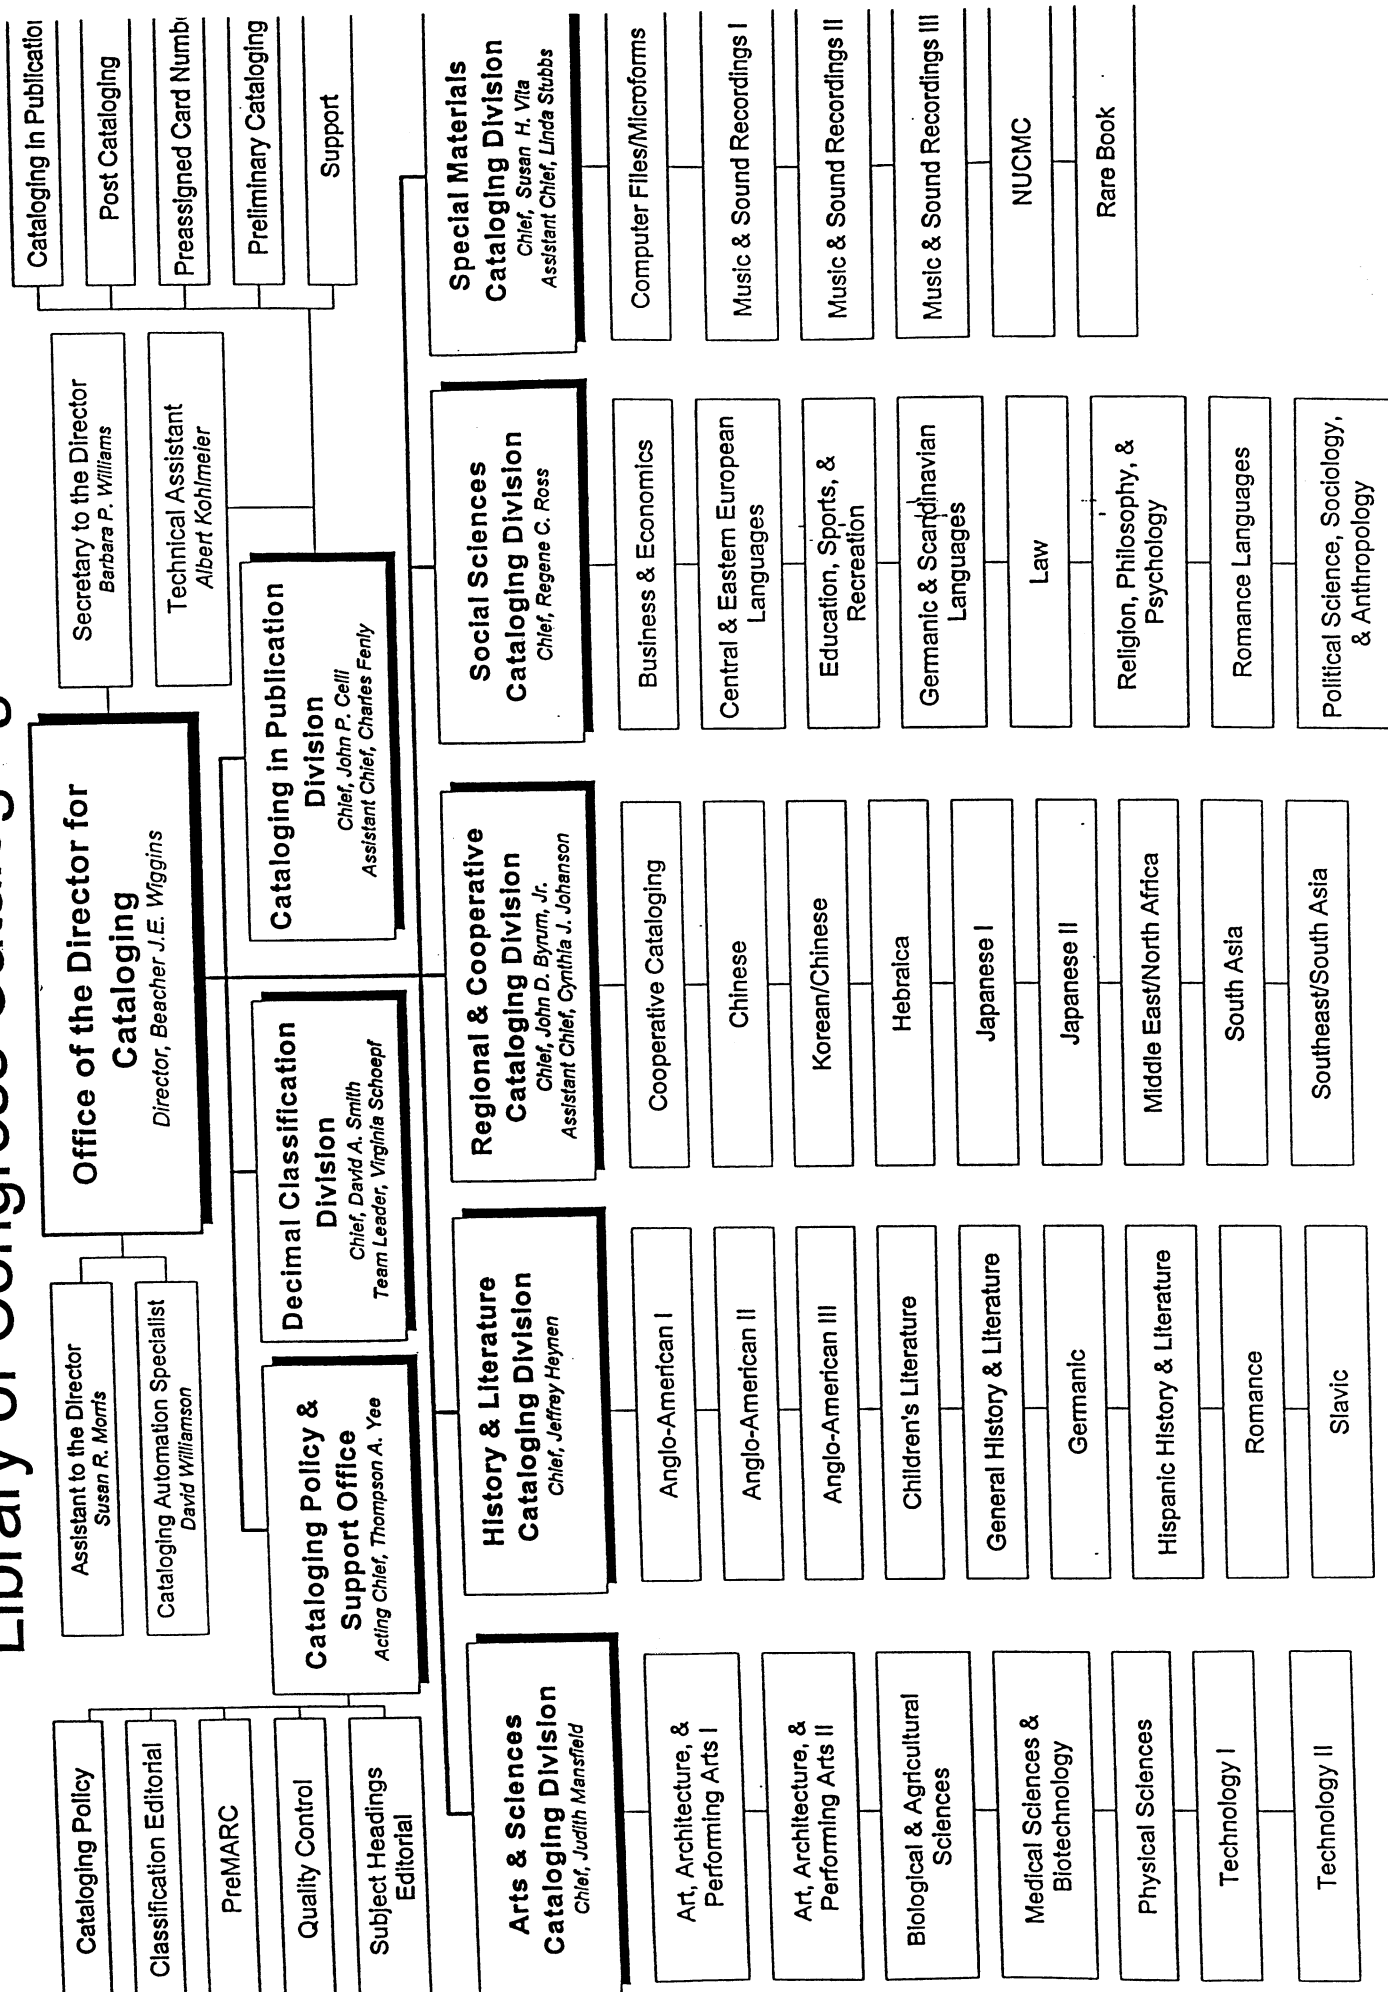 Library of Congress Catalog
Office of the Director for
Cataloging
Director, Beacher J.E. Wiggins
Assistant to the Director
Susan R. Morris
Cataloging Automation Specialist
David Williamson
Secretary to the Director
Barbara P. Williams
Technical Assistant
Albert Kohlmeier
Cataloging Policy &
Support Office
Acting Chief, Thompson A. Yee
Cataloging Policy
Classification Editorial
PreMARC
Quality Control
Subject Headings
Editorial
Decimal Classification
Division
Chief, David A. Smith
Team Leader, Virginia Schoepf
Cataloging in Publication
Division
Chief, John P. Celli
Assistant Chief, Charles Fenly
Cataloging in Publication
Post Cataloging
Preassigned Card Numb
Preliminary Cataloging
Support
Arts & Sciences
Cataloging Division
Chief, Judith Mansfield
Art, Architecture, &
Performing Arts I
Art, Architecture, &
Performing Arts II
Biological & Agricultural
Sciences
Medical Sciences &
Biotechnology
Physical Sciences
Technology I
Technology II
History & Literature
Cataloging Division
Chief, Jeffrey Heynen
Anglo-American I
Anglo-American II
Anglo-American III
Children's Literature
General History & Literature
Germanic
Hispanic History & Literature
Romance
Slavic
Regional & Cooperative
Cataloging Division
Chief, John D. Byrum, Jr.
Assistant Chief, Cynthia J. Johanson
Cooperative Cataloging
Chinese
Korean/Chinese
Hebraica
Japanese I
Japanese II
Middle East/North Africa
South Asia
Southeast/South Asia
Social Sciences
Cataloging Division
Chief, Regene C. Ross
Business & Economics
Central & Eastern European
Languages
Education, Sports, &
Recreation
Germanic & Scandinavian
Languages
Law
Religion, Philosophy, &
Psychology
Romance Languages
Political Science, Sociology,
& Anthropology
Special Materials
Cataloging Division
Chief, Susan H. Vita
Assistant Chief, Linda Stubbs
Computer Files/Microforms
Music & Sound Recordings I
Music & Sound Recordings II
Music & Sound Recordings III
NUCMC
Rare Book